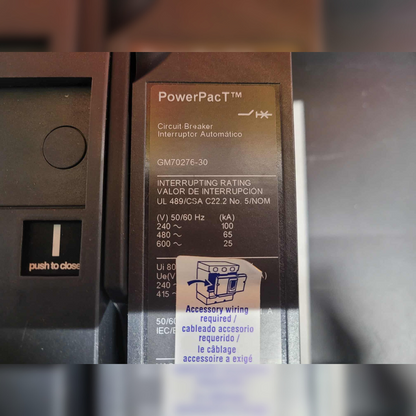 PowerPacT™
Circuit Breaker
Interruptor Automático
GM70276-30
INTERRUPTING RATING
VALOR DE INTERRUPCIÓN
UL 489/CSA C22.2 No. 5/NOM
(V) 50/60 Hz (kA)
240 ~ 100
480 ~ 65
600 ~ 25
Ui 80
Ue(V A)
240
415
50/60 A
IEC/E
push to close
Accessory wiring
required /
cableado accesorio
requerido /
le câblage
accessoire a exigé